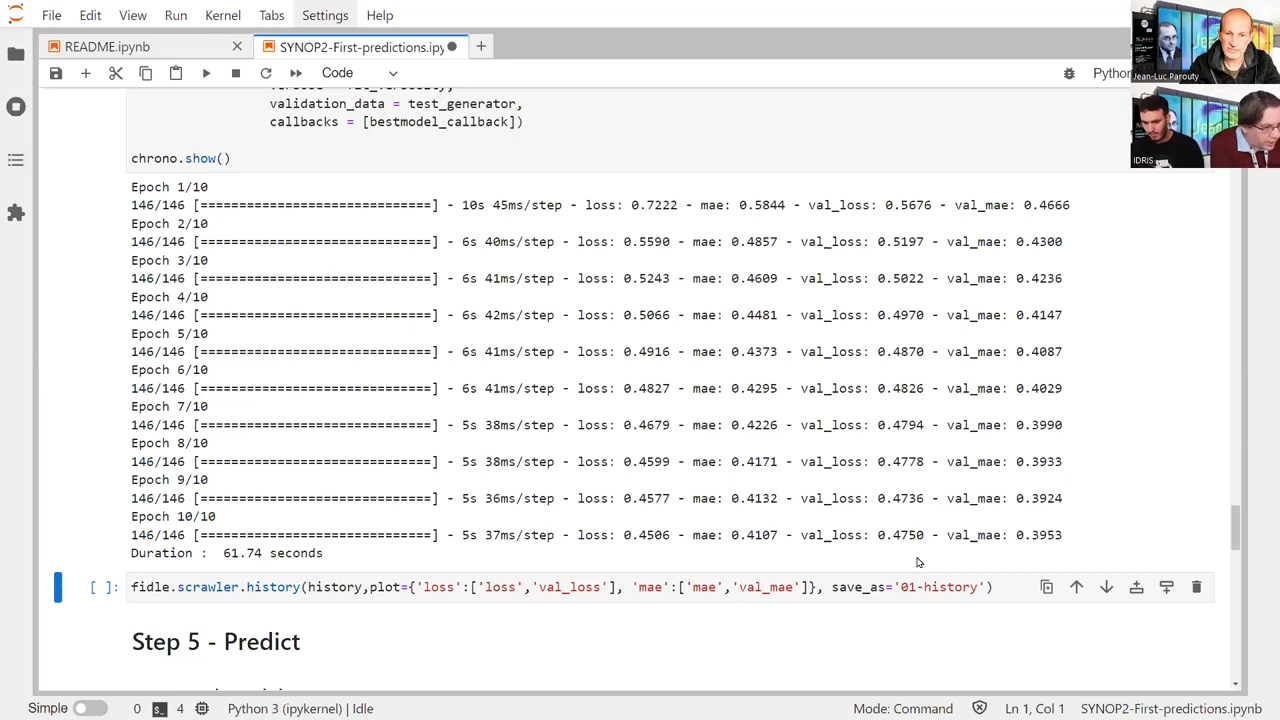 File Edit View Run Kernel Tabs Settings Help
README.ipynb
SYNOP2-First-predictions.ipy
Code
Python
validation_data = test_generator,
callbacks = [bestmodel_callback])
chrono.show()
Epoch 1/10
146/146 [==============================] - 10s 45ms/step - loss: 0.7222 - mae: 0.5844 - val_loss: 0.5676 - val_mae: 0.4666
Epoch 2/10
146/146 [==============================] - 6s 40ms/step - loss: 0.5590 - mae: 0.4857 - val_loss: 0.5197 - val_mae: 0.4300
Epoch 3/10
146/146 [==============================] - 6s 41ms/step - loss: 0.5243 - mae: 0.4609 - val_loss: 0.5022 - val_mae: 0.4236
Epoch 4/10
146/146 [==============================] - 6s 42ms/step - loss: 0.5066 - mae: 0.4481 - val_loss: 0.4970 - val_mae: 0.4147
Epoch 5/10
146/146 [==============================] - 6s 41ms/step - loss: 0.4916 - mae: 0.4373 - val_loss: 0.4870 - val_mae: 0.4087
Epoch 6/10
146/146 [==============================] - 6s 41ms/step - loss: 0.4827 - mae: 0.4295 - val_loss: 0.4826 - val_mae: 0.4029
Epoch 7/10
146/146 [==============================] - 5s 38ms/step - loss: 0.4679 - mae: 0.4226 - val_loss: 0.4794 - val_mae: 0.3990
Epoch 8/10
146/146 [==============================] - 5s 38ms/step - loss: 0.4599 - mae: 0.4171 - val_loss: 0.4778 - val_mae: 0.3933
Epoch 9/10
146/146 [==============================] - 5s 36ms/step - loss: 0.4577 - mae: 0.4132 - val_loss: 0.4736 - val_mae: 0.3924
Epoch 10/10
146/146 [==============================] - 5s 37ms/step - loss: 0.4506 - mae: 0.4107 - val_loss: 0.4750 - val_mae: 0.3953
Duration :  61.74 seconds
[ ]: fidle.scrawler.history(history,plot={'loss':['loss','val_loss'], 'mae':['mae','val_mae']}, save_as='01-history')
Step 5 - Predict
Simple 0 4 Python 3 (ipykernel) | Idle Mode: Command Ln 1, Col 1 SYNOP2-First-predictions.ipynb
Jean-Luc Parouty
IDRIS